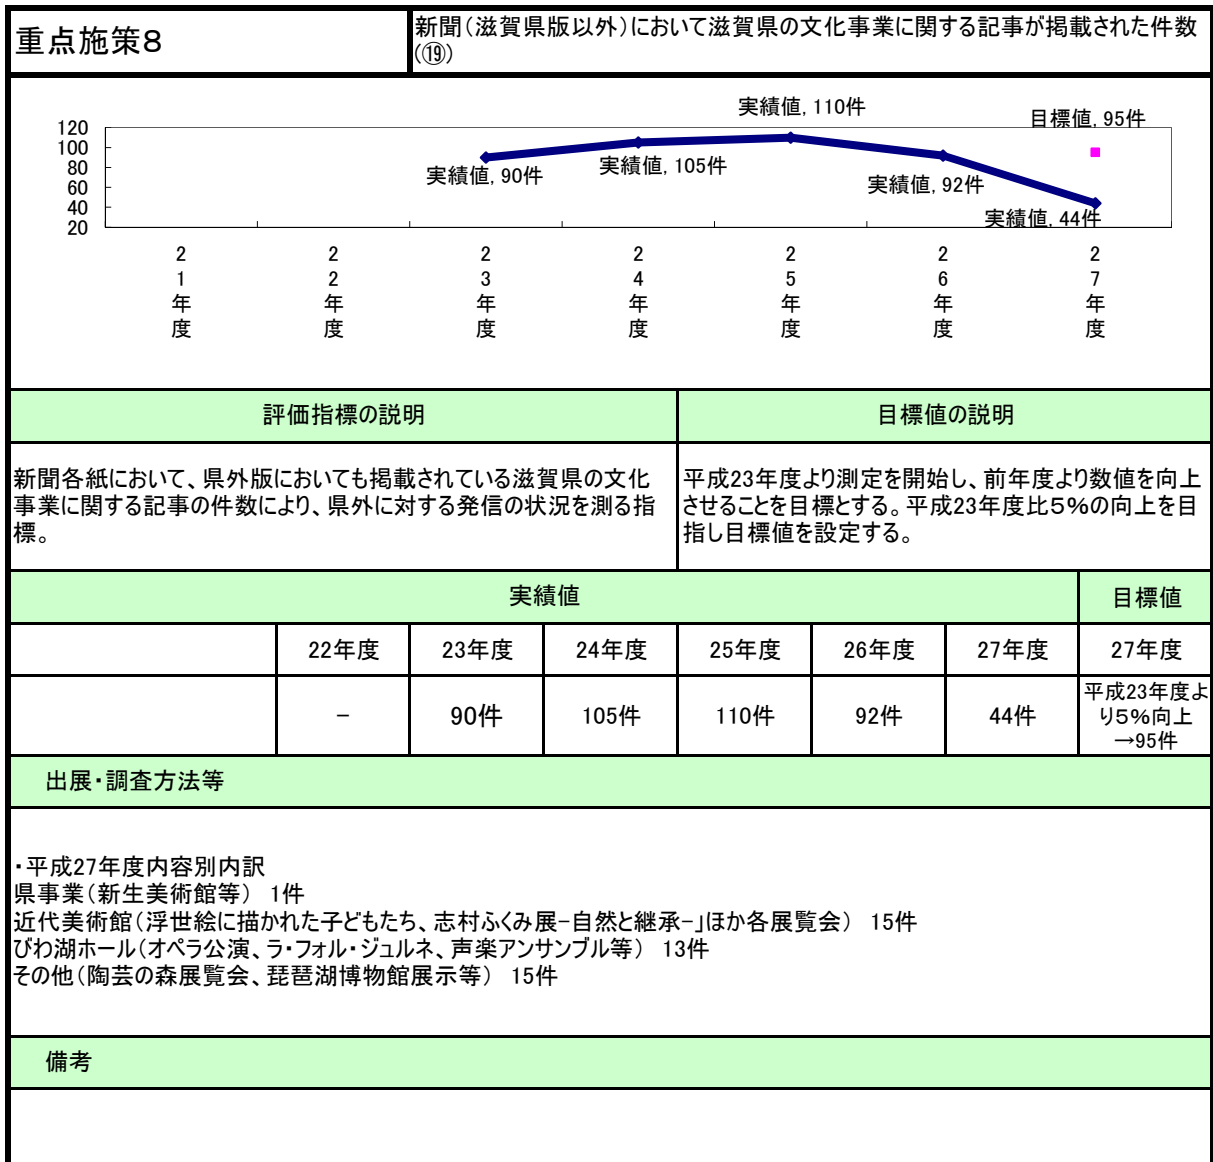 重点施策8
新聞(滋賀県版以外)において滋賀県の文化事業に関する記事が掲載された件数
(⑲)
120
100
80
60
40
20
実績値, 90件
実績値, 105件
実績値, 110件
実績値, 92件
実績値, 44件
目標値, 95件
21年度
22年度
23年度
24年度
25年度
26年度
27年度
評価指標の説明
目標値の説明
新聞各紙において、県外版においても掲載されている滋賀県の文化
事業に関する記事の件数により、県外に対する発信の状況を測る指
標。
平成23年度より測定を開始し、前年度より数値を向上
させることを目標とする。平成23年度比5%の向上を目
指し目標値を設定する。
実績値
目標値
22年度
23年度
24年度
25年度
26年度
27年度
27年度
-
90件
105件
110件
92件
44件
平成23年度よ
り5%向上
→95件
出展・調査方法等
・平成27年度内容別内訳
県事業(新生美術館等) 1件
近代美術館(浮世絵に描かれた子どもたち、志村ふくみ展-自然と継承-」ほか各展覧会) 15件
びわ湖ホール(オペラ公演、ラ・フォル・ジュルネ、声楽アンサンブル等) 13件
その他(陶芸の森展覧会、琵琶湖博物館展示等) 15件
備考